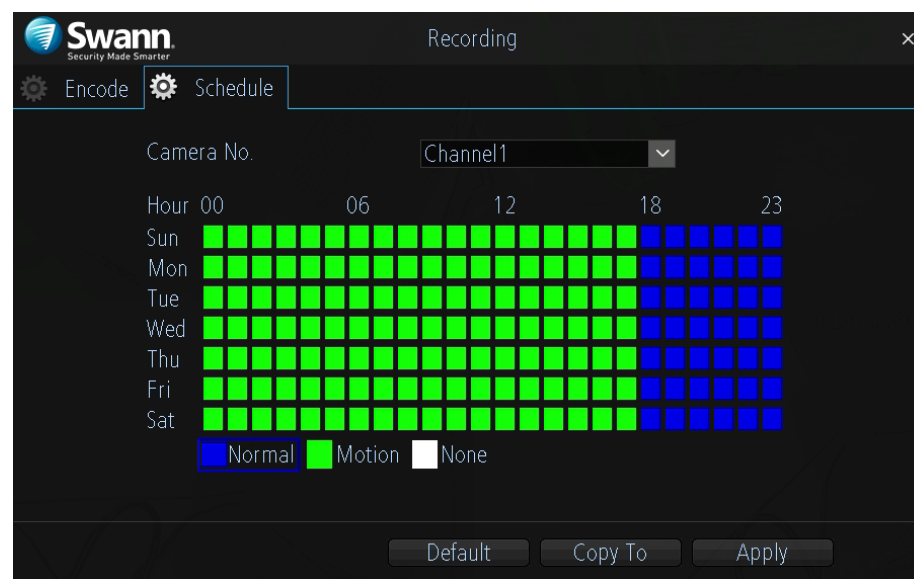 Swann.
Security Made Smarter
Recording
×
Encode Schedule
Camera No. Channel1
Hour 00 06 12 18 23
Sun
Mon
Tue
Wed
Thu
Fri
Sat
Normal Motion None
Default Copy To Apply